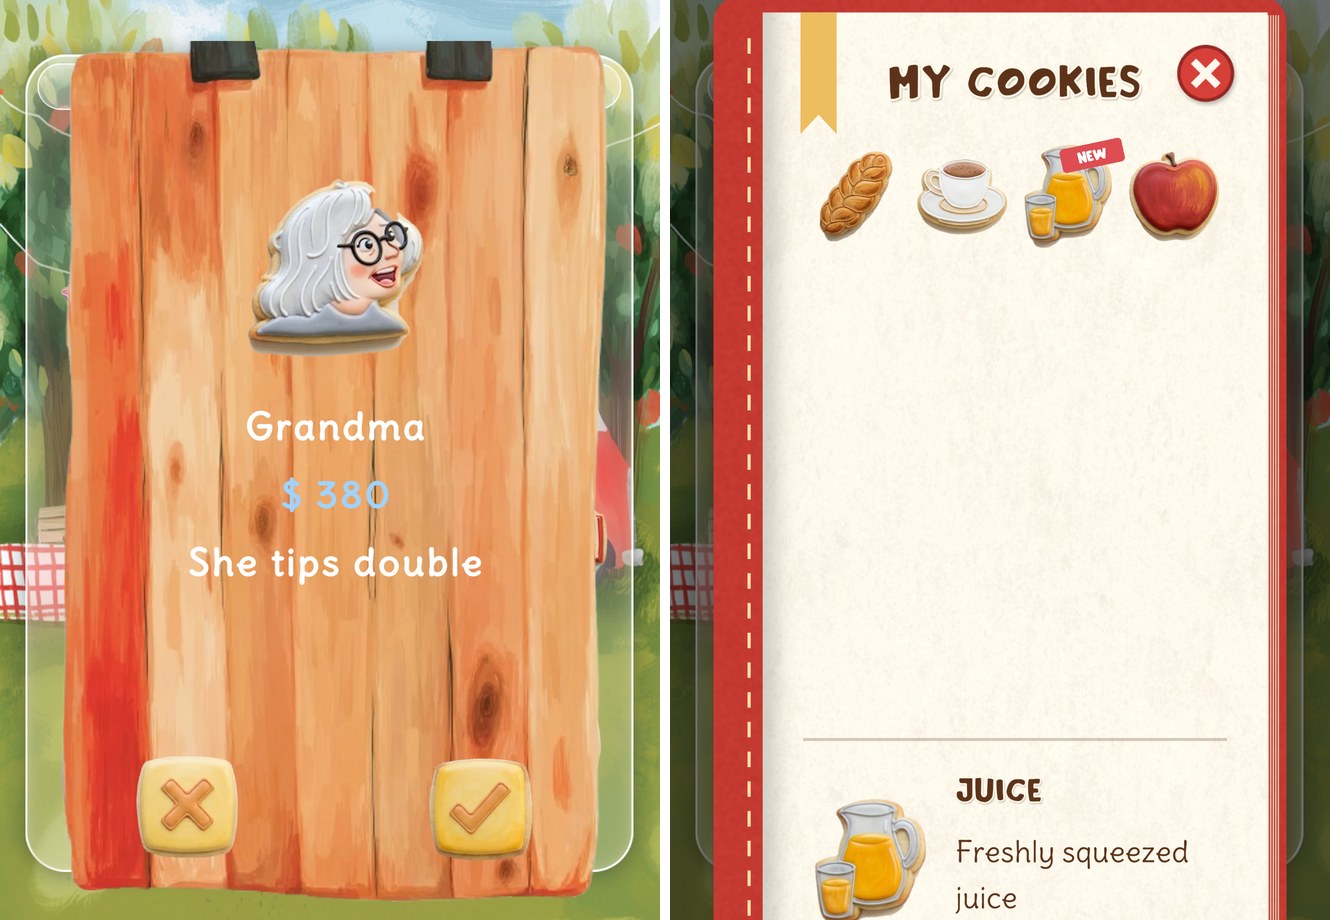 Grandma
$ 380
She tips double
MY COOKIES
NEW
JUICE
Freshly squeezed
juice